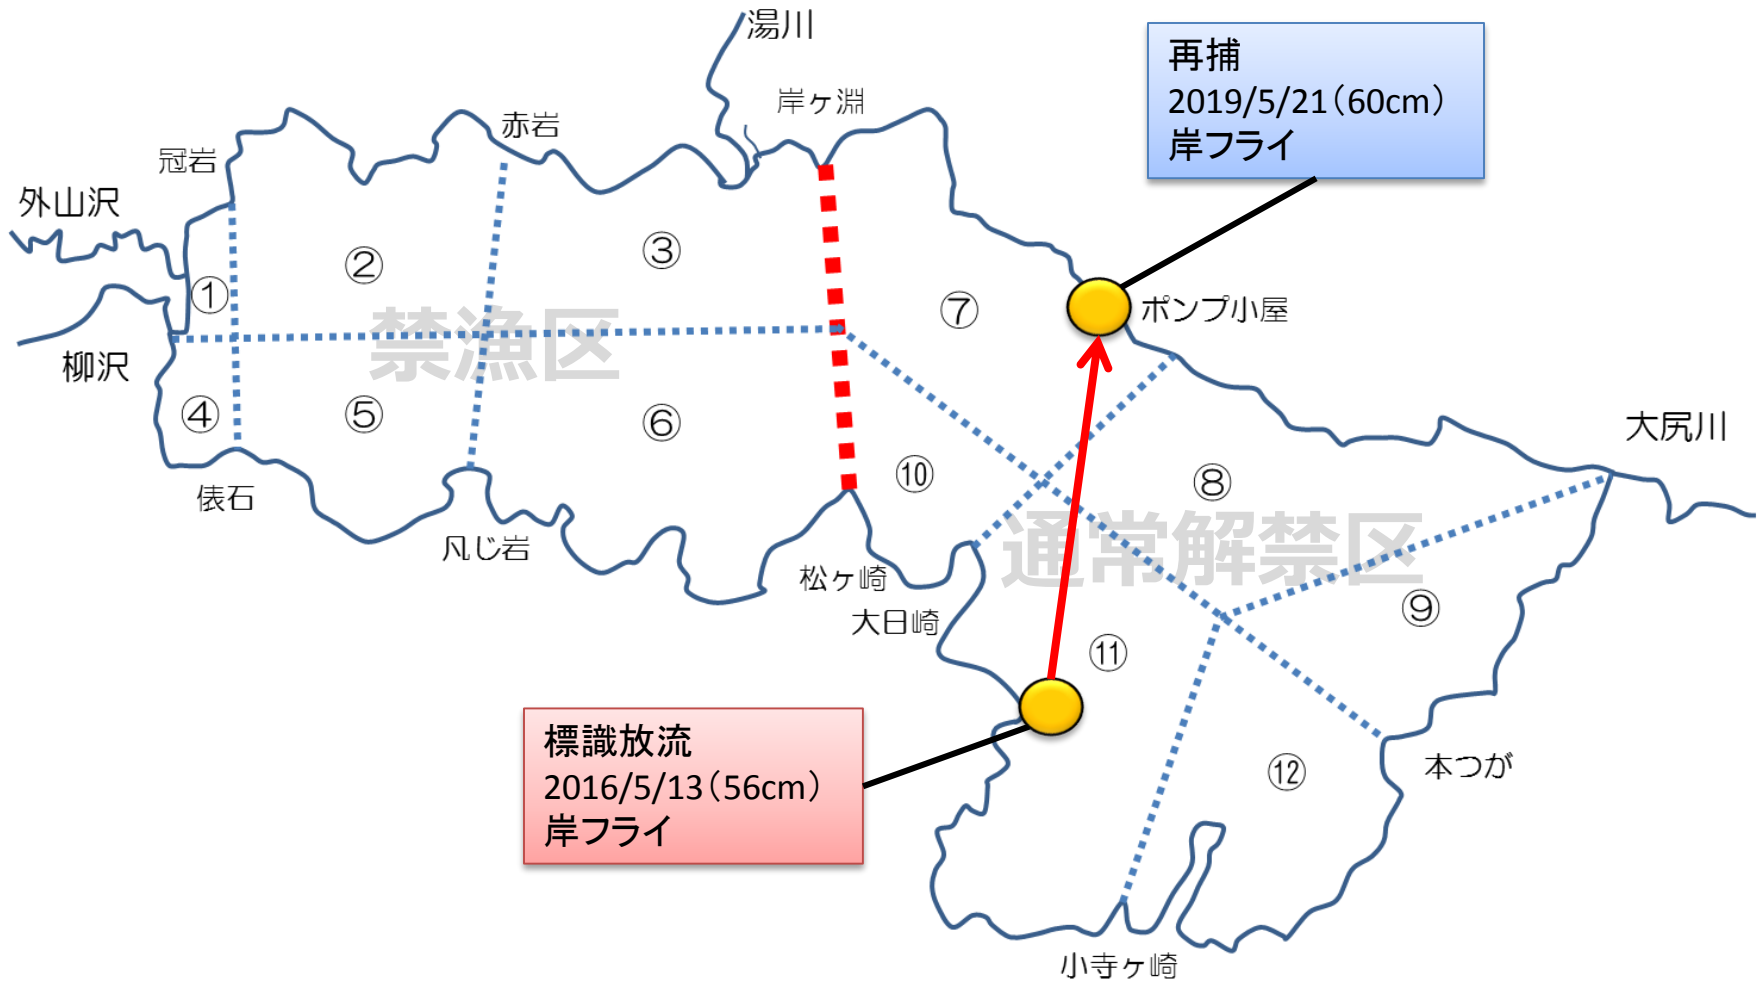 湯川
再捕
2019/5/21（60cm）
岸フライ
岸ヶ淵
赤岩
冠岩
外山沢
③
②
①
⑦
ポンプ小屋
禁漁区
柳沢
④
⑤
⑥
大尻川
⑩
⑧
俵石
凡じ岩
通常解禁区
松ヶ崎
大日崎
⑨
⑪
標識放流
2016/5/13（56cm）
岸フライ
⑫
本つが
小寺ヶ崎